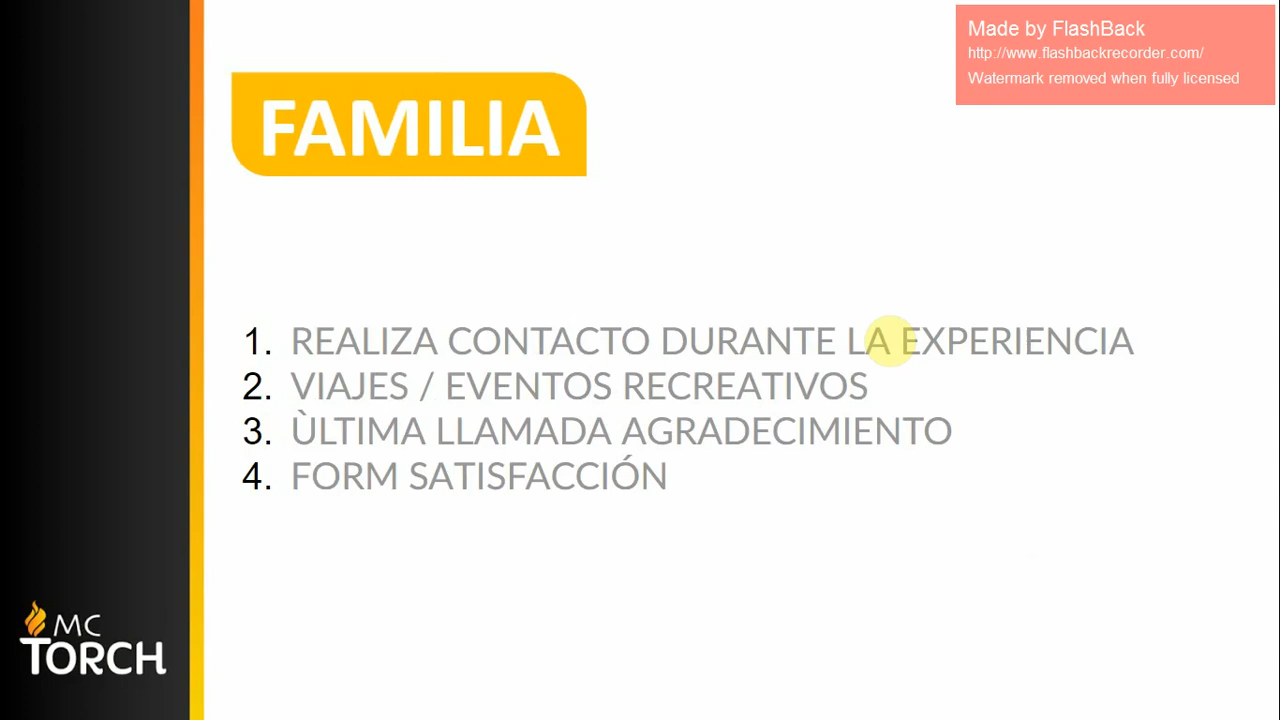 Made by FlashBack
http://www.flashbackrecorder.com/
Watermark removed when fully licensed
FAMILIA
1. REALIZA CONTACTO DURANTE LA EXPERIENCIA
2. VIAJES / EVENTOS RECREATIVOS
3. ÙLTIMA LLAMADA AGRADECIMIENTO
4. FORM SATISFACCIÓN
MC
TORCH